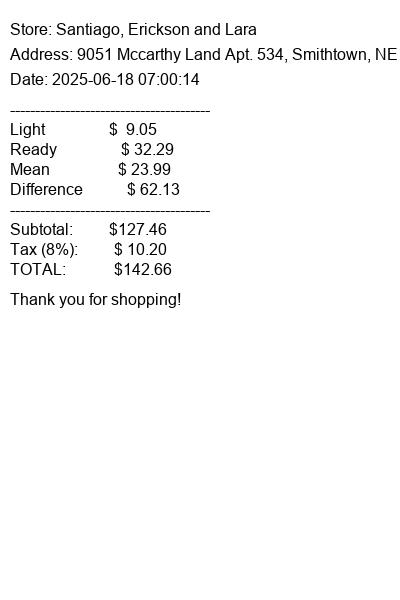 Store: Santiago, Erickson and Lara
Address: 9051 Mccarthy Land Apt. 534, Smithtown, NE
Date: 2025-06-18 07:00:14
----------------------------------------
Light $ 9.05
Ready $ 32.29
Mean $ 23.99
Difference $ 62.13
----------------------------------------
Subtotal: $127.46
Tax (8%): $ 10.20
TOTAL: $142.66
Thank you for shopping!